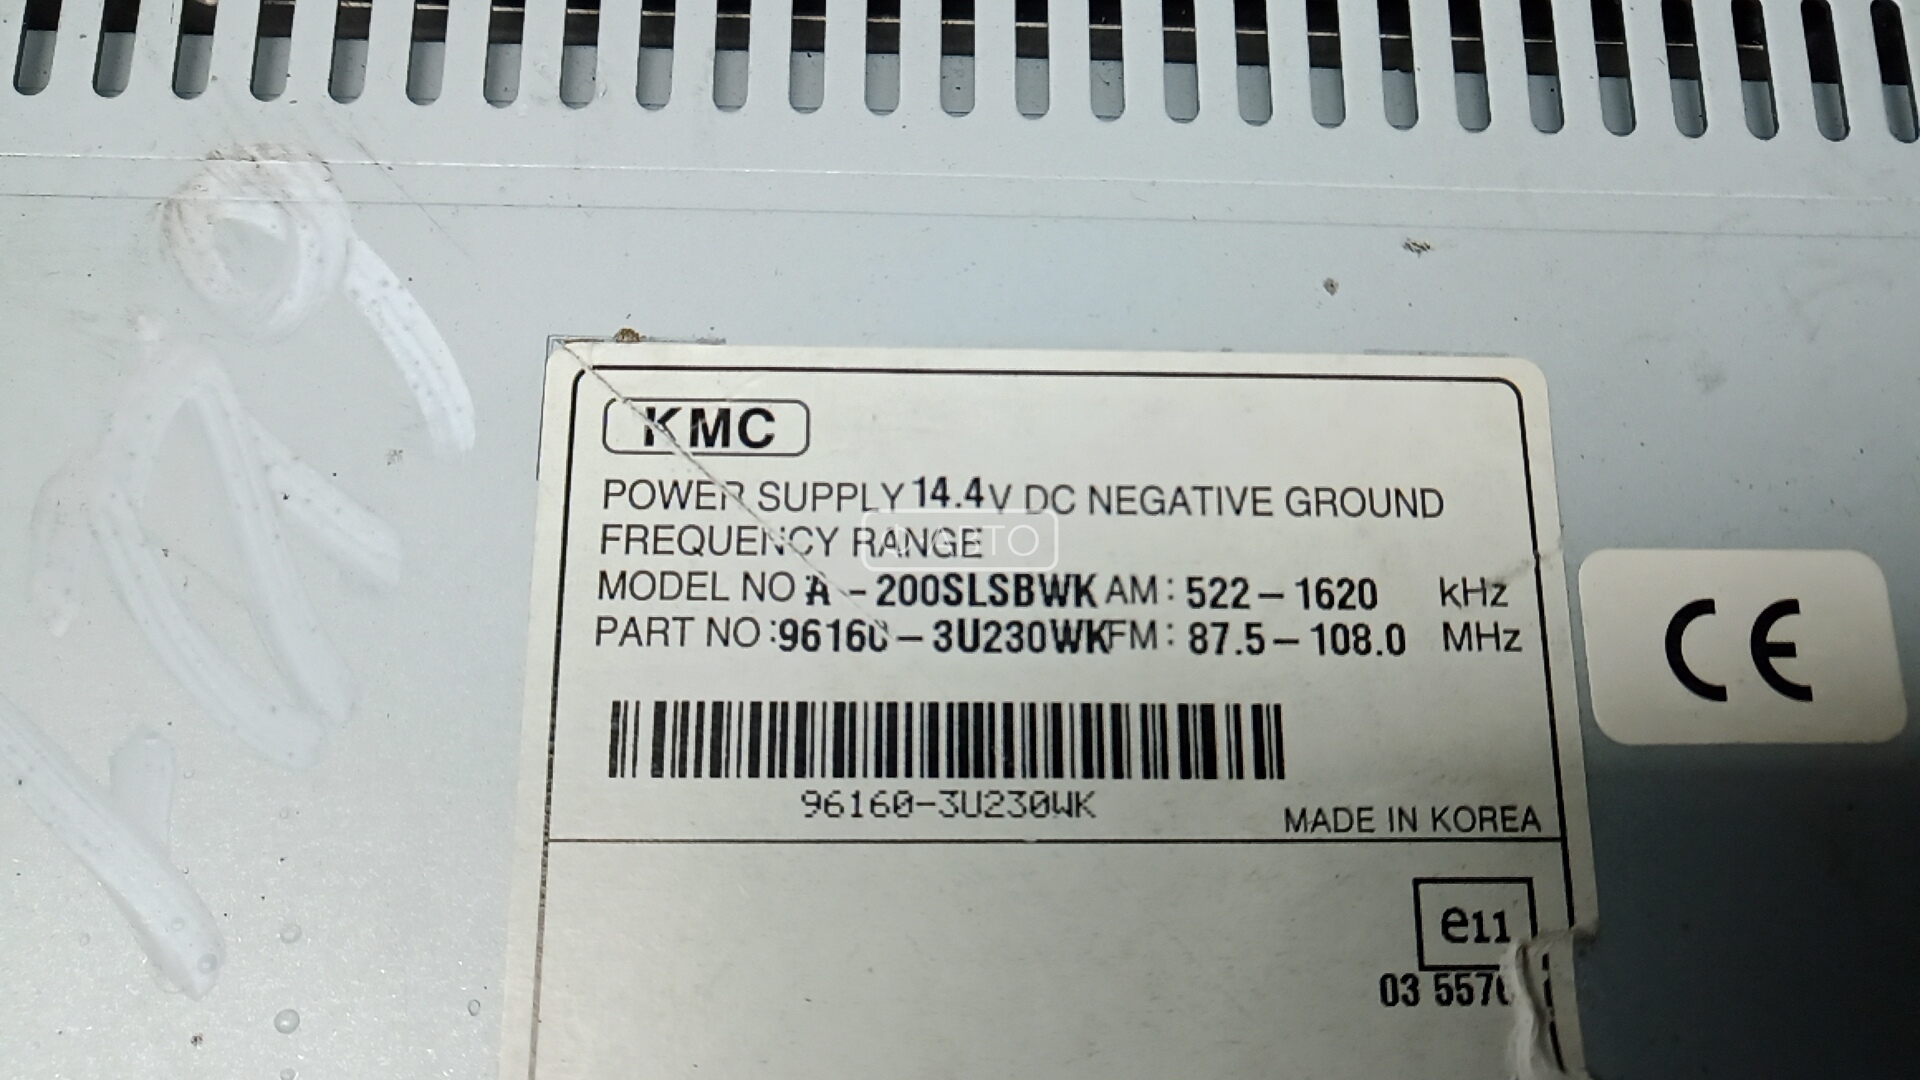 KMC
POWER SUPPLY 14.4V DC NEGATIVE GROUND
FREQUENCY RANGE
MODEL NO A-200SLSBWK AM: 522-1620 kHz
PART NO:96160-3U230WK FM: 87.5-108.0 MHz
96160-3U230WK
MADE IN KOREA
CE
e11
03